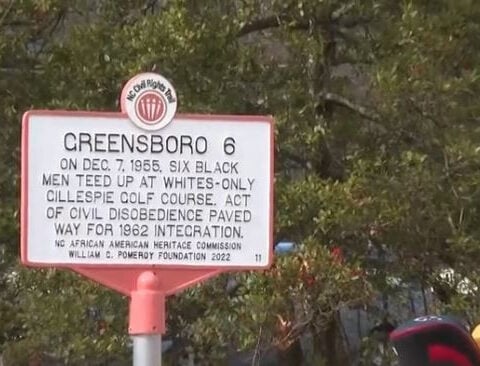 NC Civil Rights Trail
GREENSBORO 6
ON DEC. 7, 1955, SIX BLACK
MEN TEED UP AT WHITES-ONLY
GILLESPIE GOLF COURSE. ACT
OF CIVIL DISOBEDIENCE PAVED
WAY FOR 1962 INTEGRATION.
NC AFRICAN AMERICAN HERITAGE COMMISSION
WILLIAM G. POMEROY FOUNDATION 2022 11